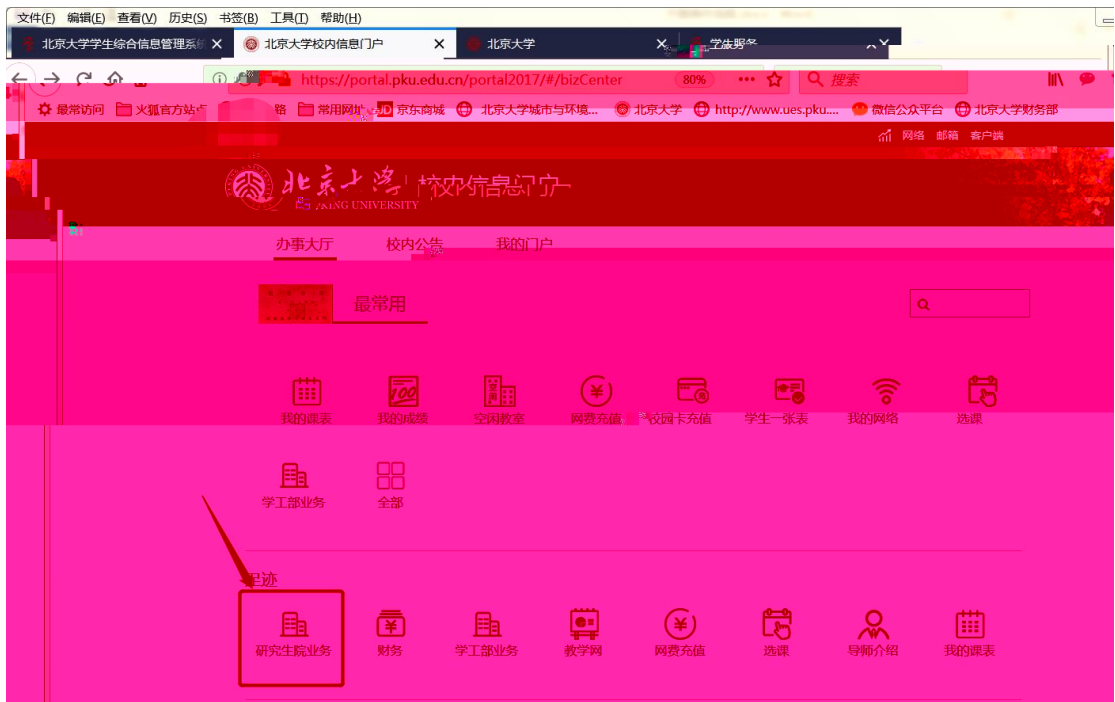 文件(F) 编辑(E) 查看(V) 历史(S) 书签(B) 工具(T) 帮助(H)
北京大学学生综合信息管理系统 北京大学校内信息门户 北京大学
https://portal.pku.edu.cn/portal2017/#/bizCenter 80% 搜索
最常访问 火狐官方站点 常用网址 JD 京东商城 北京大学城市与环境... 北京大学 http://www.ues.pku.... 微信公众平台 北京大学财务部
网络 邮箱 客户端
北京大学 校内信息门户
UNIVERSITY
办事大厅 校内公告 我的门户
最常用
我的课表 我的成绩 空闲教室 网费充值 校园卡充值 学生一张表 我的网络 选课
学工部业务 全部
足迹
研究生院业务 财务 学工部业务 教学网 网费充值 选课 导师介绍 我的课表